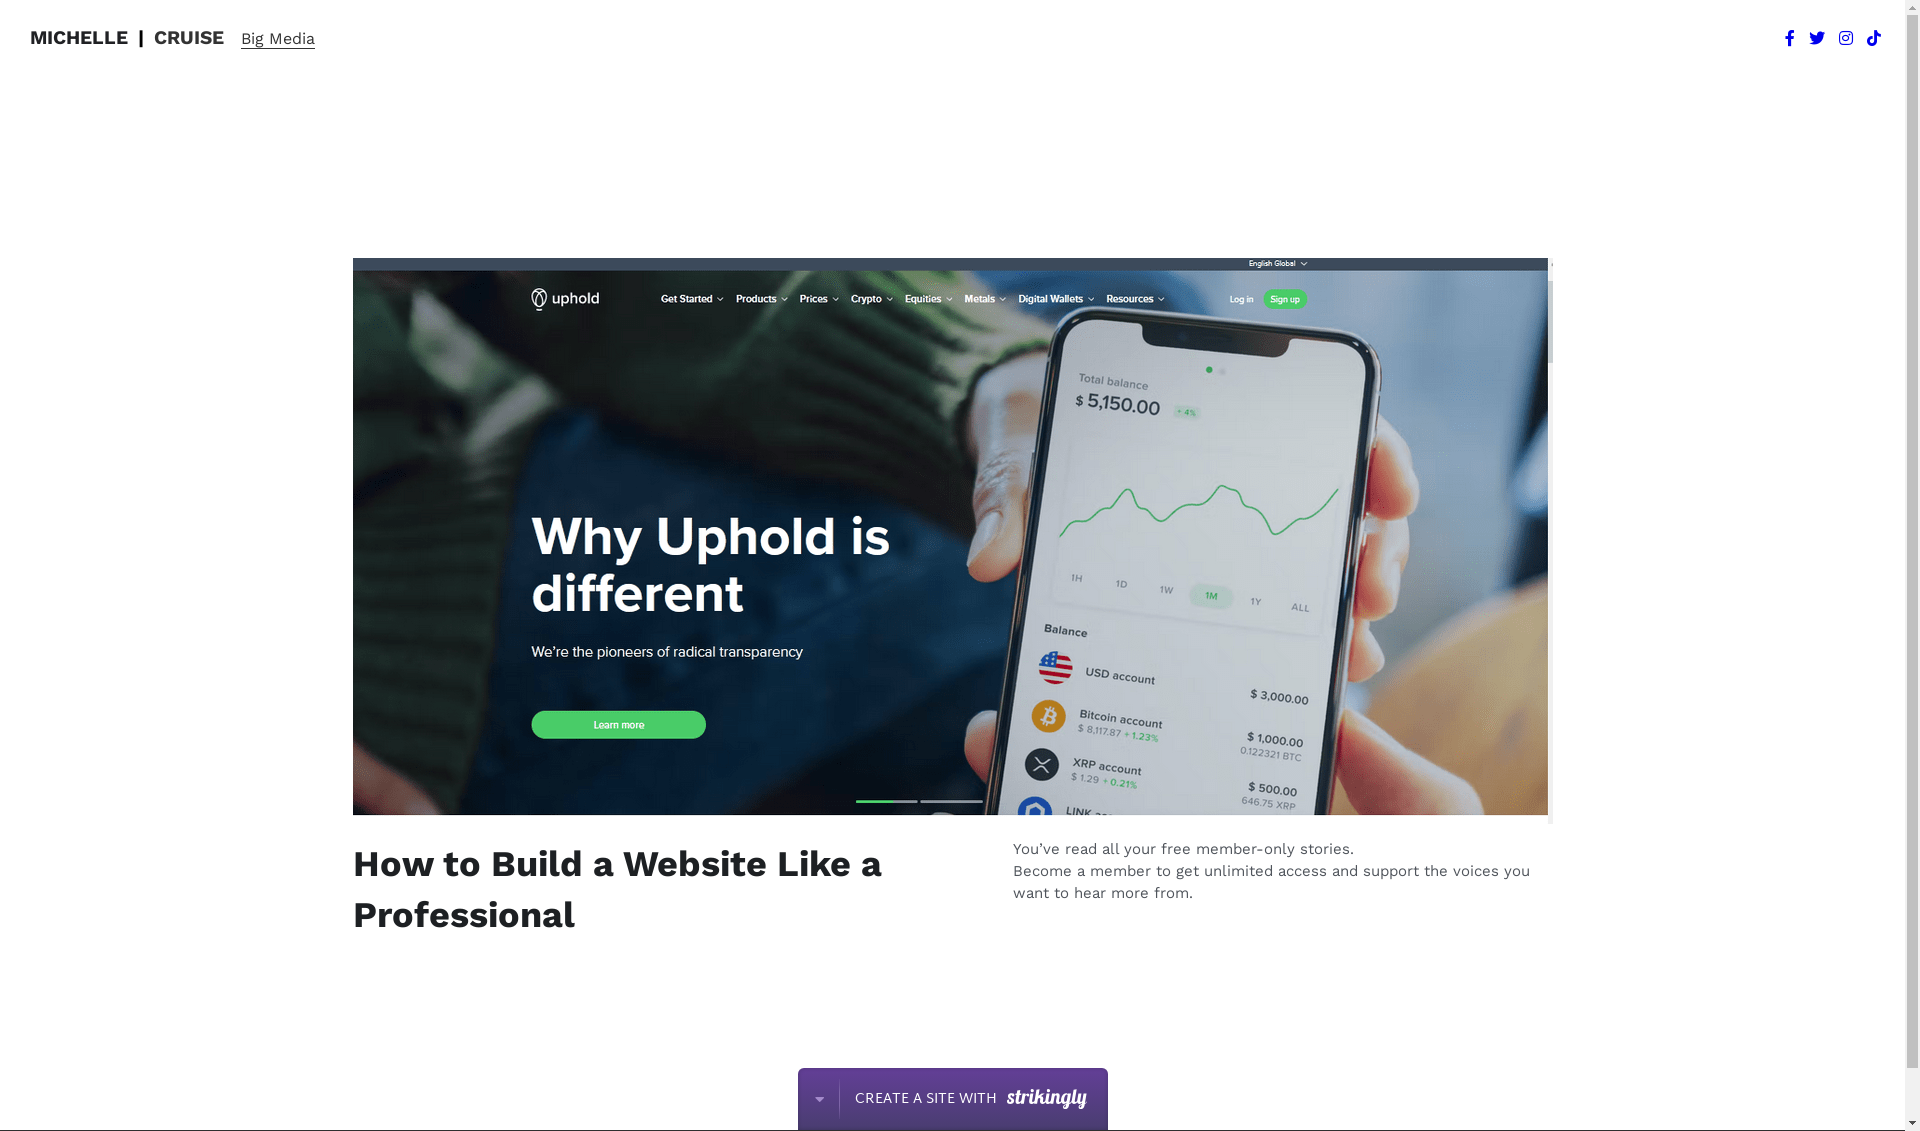 MICHELLE | CRUISE Big Media
English Global
uphold Get Started Products Prices Crypto Equities Metals Digital Wallets Resources Log in Sign up
Total balance
$ 5,150.00 + 4%
1H 1D 1W 1M 1Y ALL
Why Uphold is
different
We're the pioneers of radical transparency
Learn more
Balance
USD account $ 3,000.00
Bitcoin account $ 1,000.00
$ 8,117.87 + 1.23% 0.122321 BTC
XRP account $ 500.00
$ 1.29 + 0.21% 646.75 XRP
LINK
How to Build a Website Like a
Professional
You’ve read all your free member-only stories.
Become a member to get unlimited access and support the voices you
want to hear more from.
CREATE A SITE WITH strikingly